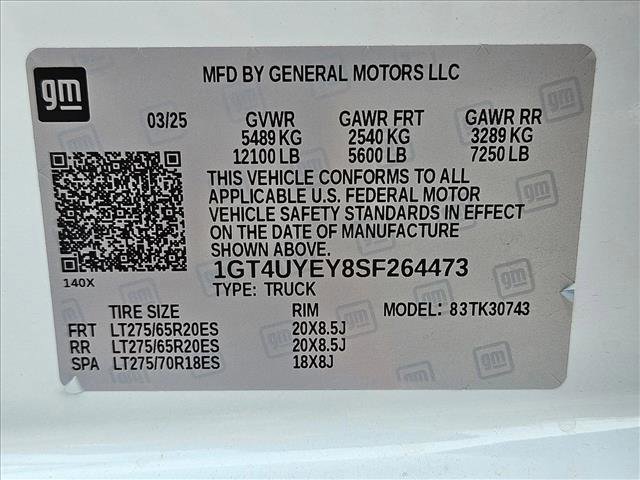 gm
MFD BY GENERAL MOTORS LLC
03/25 GVWR GAWR FRT GAWR RR
5489 KG 2540 KG 3289 KG
12100 LB 5600 LB 7250 LB
THIS VEHICLE CONFORMS TO ALL
APPLICABLE U.S. FEDERAL MOTOR
VEHICLE SAFETY STANDARDS IN EFFECT
ON THE DATE OF MANUFACTURE
SHOWN ABOVE.
1GT4UYEY8SF264473
140X
TYPE: TRUCK
TIRE SIZE RIM MODEL: 83TK30743
FRT LT275/65R20ES 20X8.5J
RR LT275/65R20ES 20X8.5J
SPA LT275/70R18ES 18X8J